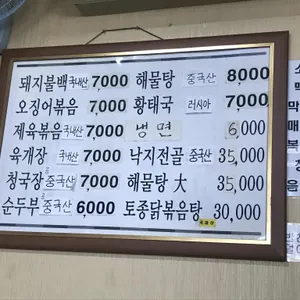 돼지불백 국내산 7,000 해물탕 중국산 8,000
오징어볶음 7,000 황태국 러시아 7,000
제육볶음 국내산 7,000 냉면 6,000
육개장 국내산 7,000 낙지전골 중국산 35,000
청국장 중국산 7,000 해물탕 大 35,000
순두부 중국산 6,000 토종닭볶음탕 30,000